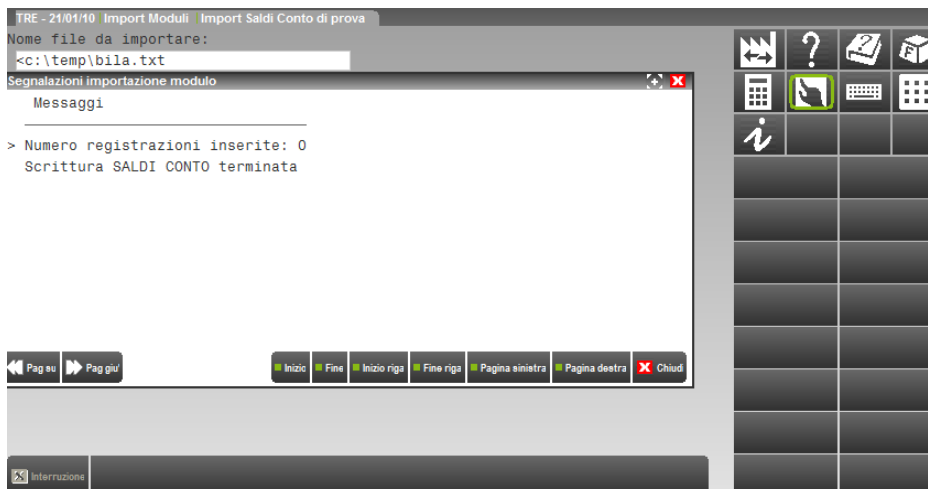 TRE - 21/01/10 Import Moduli Import Saldi Conto di prova
Nome file da importare:
<c:\temp\bila.txt
Segnalazioni importazione modulo
Messaggi
> Numero registrazioni inserite: 0
Scrittura SALDI CONTO terminata
Pag su Pag giu' Inizio Fine Inizio riga Fine riga Pagina sinistra Pagina destra Chiudi
Interruzione